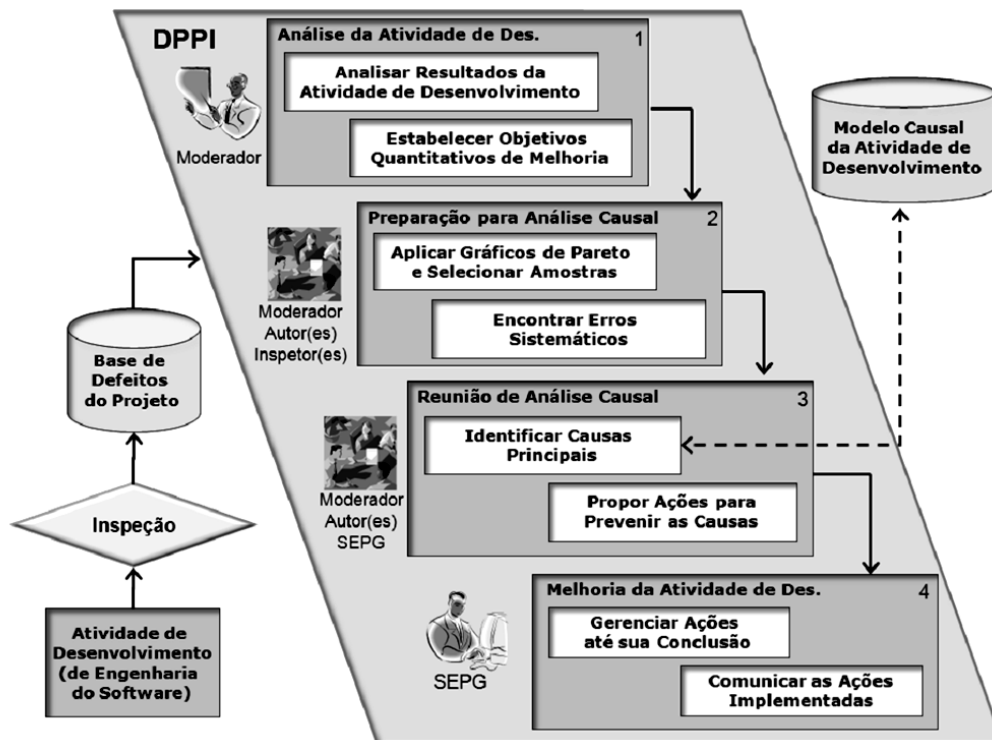 DPPI
Análise da Atividade de Des.
1
Analisar Resultados da
Atividade de Desenvolvimento
Estabelecer Objetivos
Quantitativos de Melhoria
Moderador
Modelo Causal
da Atividade de
Desenvolvimento
Preparação para Análise Causal
2
Aplicar Gráficos de Pareto
e Selecionar Amostras
Encontrar Erros
Sistemáticos
Moderador
Autor(es)
Inspetor(es)
Base de
Defeitos
do Projeto
Reunião de Análise Causal
3
Identificar Causas
Principais
Propor Ações para
Prevenir as Causas
Moderador
Autor(es)
SEPG
Inspeção
Melhoria da Atividade de Des.
4
Gerenciar Ações
até sua Conclusão
Comunicar as Ações
Implementadas
SEPG
Atividade de
Desenvolvimento
(de Engenharia
do Software)